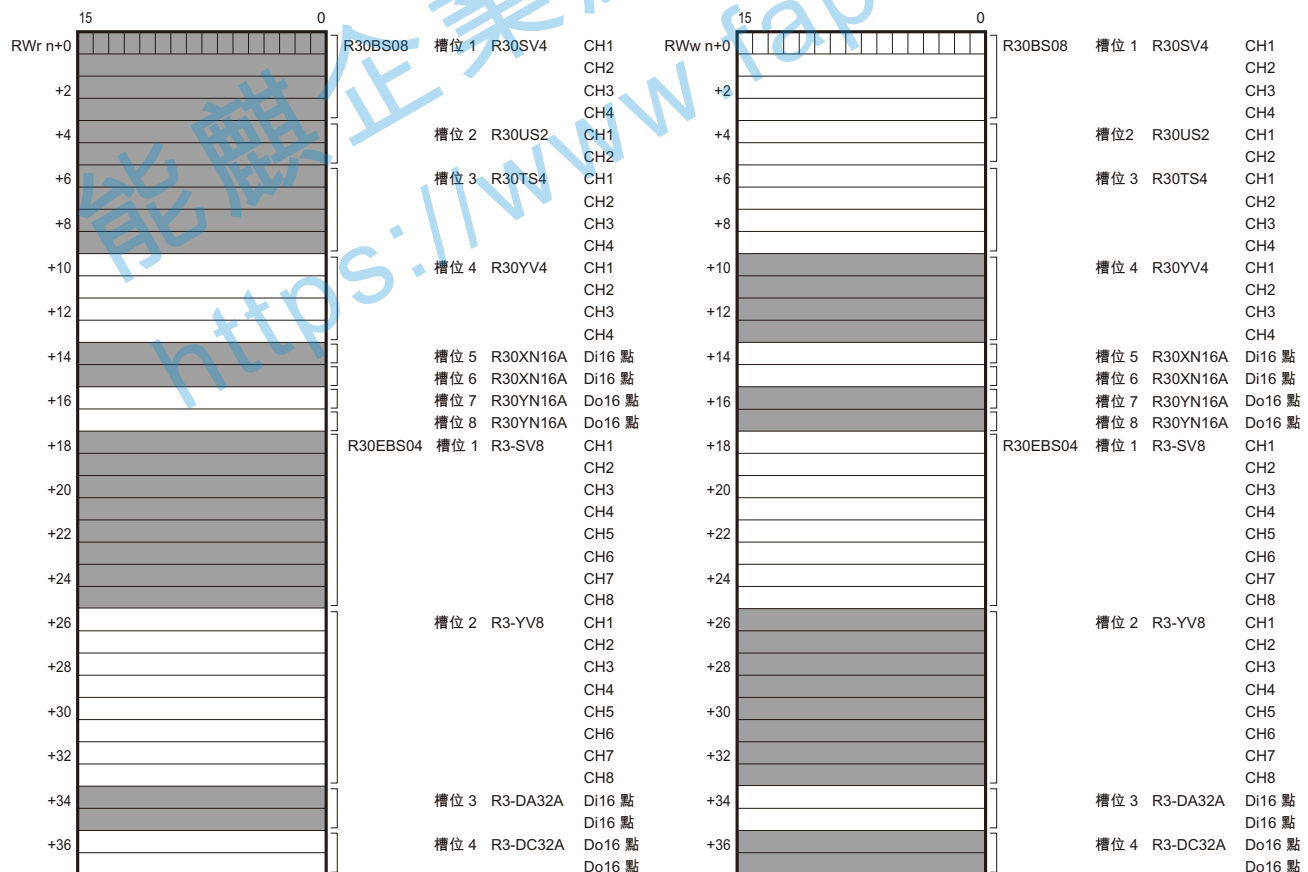 15 0
RWr n+0 R30BS08 槽位 1 R30SV4 CH1
CH2
+2 CH3
CH4
+4 槽位 2 R30US2 CH1
CH2
+6 槽位 3 R30TS4 CH1
CH2
+8 CH3
CH4
+10 槽位 4 R30YV4 CH1
CH2
+12 CH3
CH4
+14 槽位 5 R30XN16A Di16 點
槽位 6 R30XN16A Di16 點
+16 槽位 7 R30YN16A Do16 點
槽位 8 R30YN16A Do16 點
+18 R30EBS04 槽位 1 R3-SV8 CH1
CH2
+20 CH3
CH4
+22 CH5
CH6
+24 CH7
CH8
+26 槽位 2 R3-YV8 CH1
CH2
+28 CH3
CH4
+30 CH5
CH6
+32 CH7
CH8
+34 槽位 3 R3-DA32A Di16 點
Di16 點
+36 槽位 4 R3-DC32A Do16 點
Do16 點
15 0
RWw n+0 R30BS08 槽位 1 R30SV4 CH1
CH2
+2 CH3
CH4
+4 槽位2 R30US2 CH1
CH2
+6 槽位 3 R30TS4 CH1
CH2
+8 CH3
CH4
+10 槽位 4 R30YV4 CH1
CH2
+12 CH3
CH4
+14 槽位 5 R30XN16A Di16 點
槽位 6 R30XN16A Di16 點
+16 槽位 7 R30YN16A Do16 點
槽位 8 R30YN16A Do16 點
+18 R30EBS04 槽位 1 R3-SV8 CH1
CH2
+20 CH3
CH4
+22 CH5
CH6
+24 CH7
CH8
+26 槽位 2 R3-YV8 CH1
CH2
+28 CH3
CH4
+30 CH5
CH6
+32 CH7
CH8
+34 槽位 3 R3-DA32A Di16 點
Di16 點
+36 槽位 4 R3-DC32A Do16 點
Do16 點
能麒企業
https://www.fap